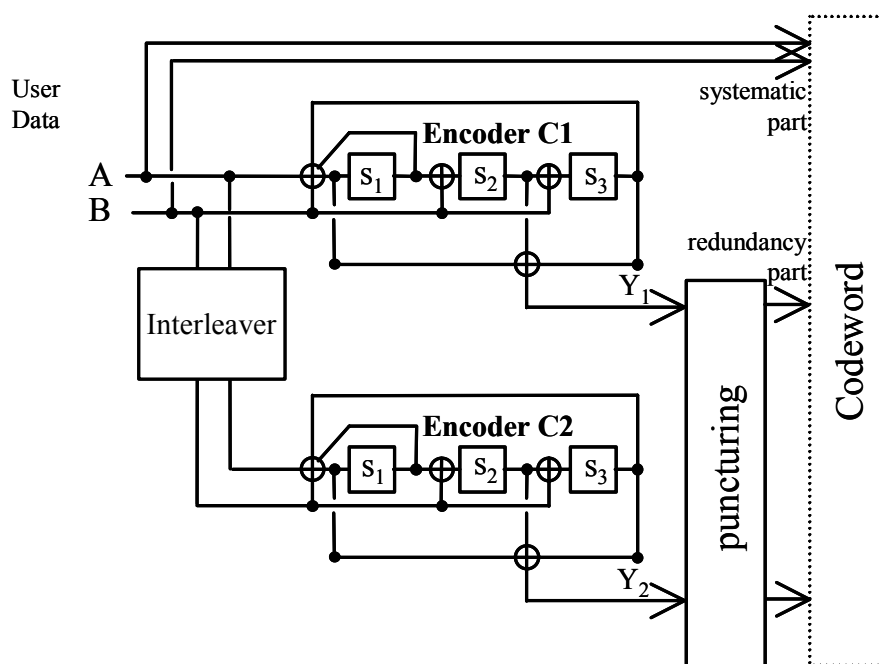 User
Data
systematic
part
Encoder C1
A
S1
S2
S3
B
redundancy
part
Y1
Interleaver
Codeword
puncturing
Encoder C2
S1
S2
S3
Y2